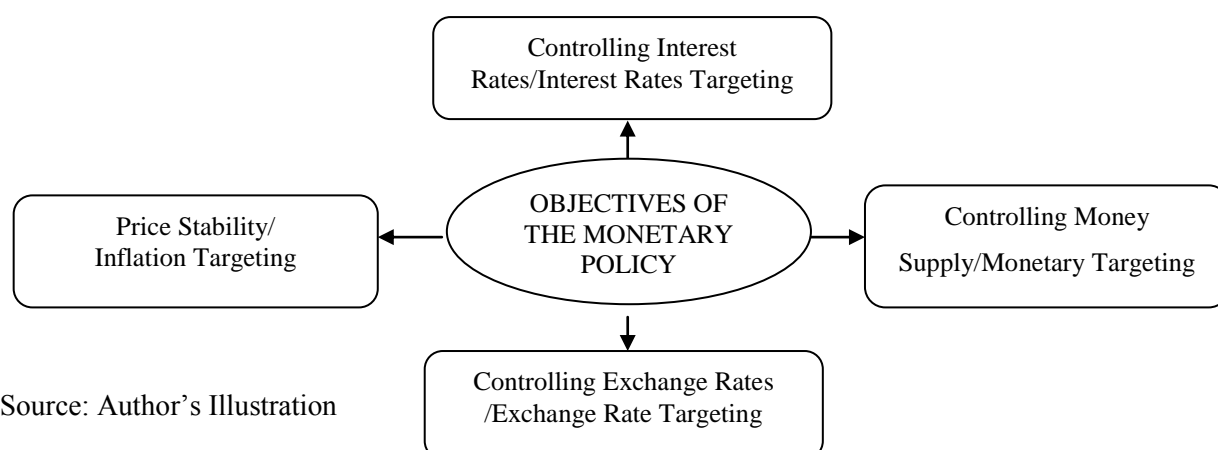 Controlling Interest
Rates/Interest Rates Targeting
OBJECTIVES OF
THE MONETARY
POLICY
Price Stability/
Inflation Targeting
Controlling Money
Supply/Monetary Targeting
Controlling Exchange Rates
/Exchange Rate Targeting
Source: Author’s Illustration